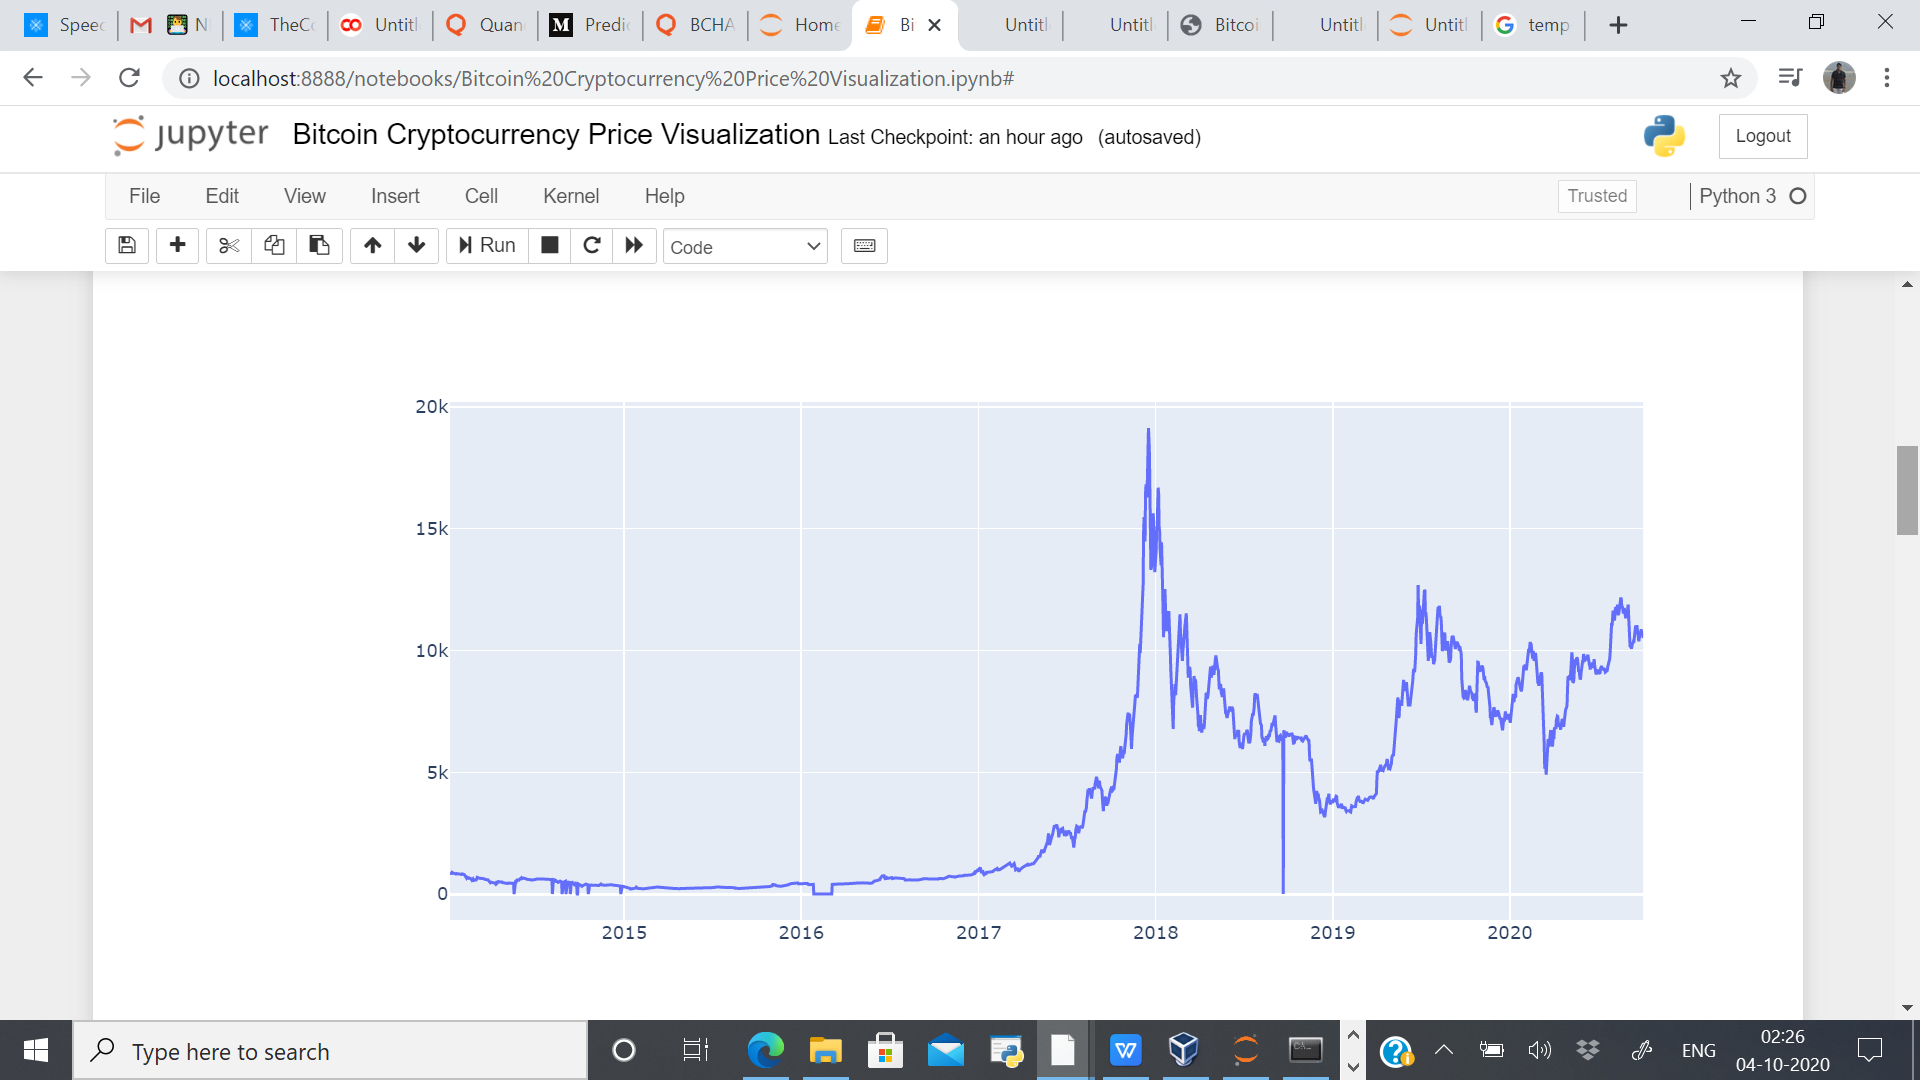 Speed
N
TheCo
Untitl
Quan
M Predic
BCHA
Home
Bi
Untitl
Untitl
Bitcoi
Untitl
Untitl
temp
localhost:8888/notebooks/Bitcoin%20Cryptocurrency%20Price%20Visualization.ipynb#
jupyter Bitcoin Cryptocurrency Price Visualization Last Checkpoint: an hour ago (autosaved)
Logout
File Edit View Insert Cell Kernel Help
Trusted
Python 3
Run
Code
20k
15k
10k
5k
0
2015 2016 2017 2018 2019 2020
Type here to search
W
ENG
02:26
04-10-2020